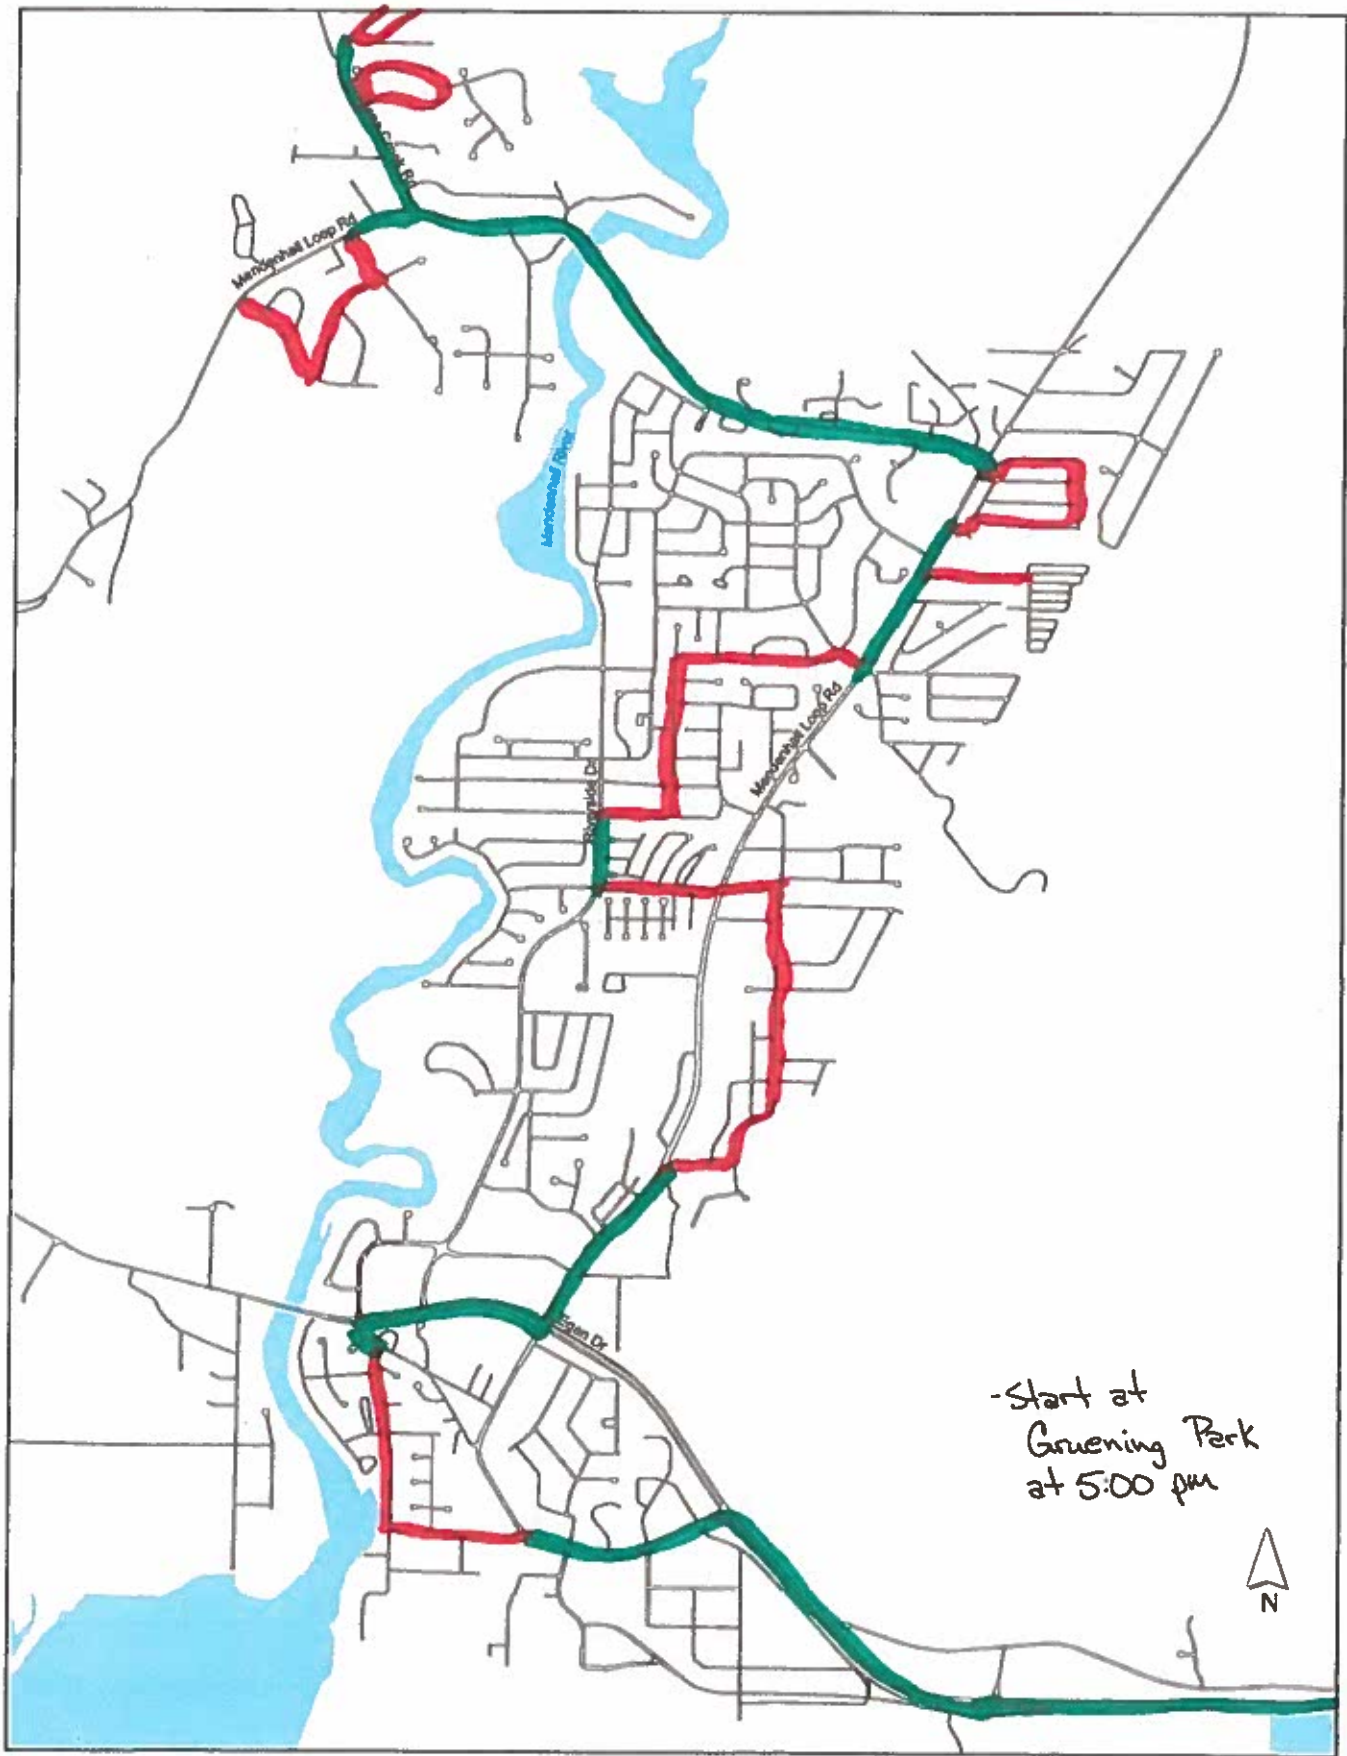 Mendenhall Loop Rd
Mendenhall River
Mendenhall Loop Rd
Riverside Dr
Egan Dr
-Start at
Gruening Park
at 5:00 pm
N